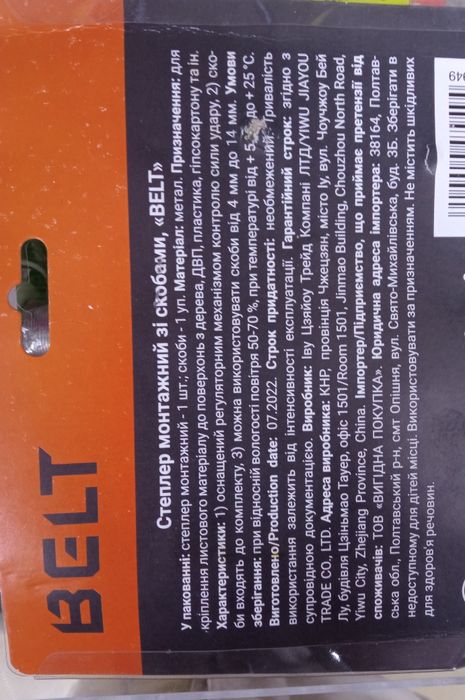 BELT
Степлер монтажний зі скобами, «BELT»
У пакованні: степлер монтажний - 1 шт.; скоби - 1 уп. Матеріал: метал. Призначення: для
кріплення листового матеріалу до поверхонь з дерева, ДВП, пластика, гіпсокартону та ін.
Характеристики: 1) оснащений регуляторним механізмом контролю сили удару, 2) ско-
би входять до комплекту, 3) можна використовувати скоби від 4 мм до 14 мм. Умови
зберігання: при відносній вологості повітря 50-70 %, при температурі від + 5 до + 25 °С.
Виготовлено/Production date: 07.2022. Строк придатності: необмежений. Тривалість
використання залежить від інтенсивності експлуатації. Гарантійний строк: згідно з
супровідною документацією. Виробник: Іву Цзяйоу Трейд Компані ЛТД/YIWU JIAYOU
TRADE CO., LTD. Адреса виробника: КНР, провінція Чжецзян, місто Іу, вул. Чоучжоу Бей
Лу, будівля Цзіньмао Тауер, офіс 1501/Room 1501, Jinmao Building, Chouzhou North Road,
Yiwu City, Zhejiang Province, China. Імпортер/Підприємство, що приймає претензії від
споживачів: ТОВ «ВИГІДНА ПОКУПКА». Юридична адреса Імпортера: 38164, Полтав-
ська обл., Полтавський р-н, смт Опішня, вул. Свято-Михайлівська, буд. 3Б. Зберігати в
недоступному для дітей місці. Використовувати за призначенням. Не містить шкідливих
для здоров'я речовин.
949